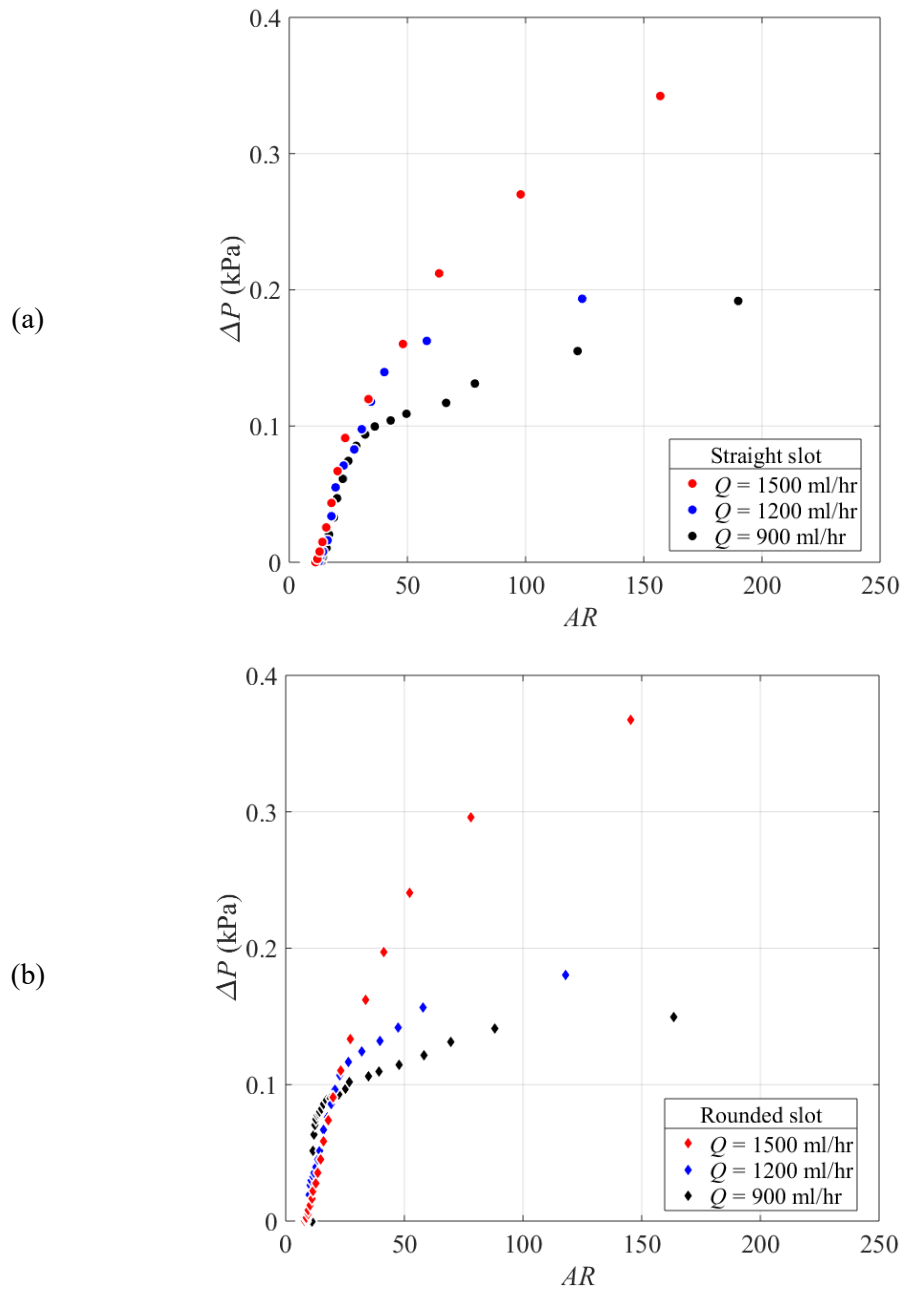 (a)
ΔP (kPa)
0.4
0.3
0.2
0.1
0
0 50 100 150 200 250
AR
Straight slot
Q = 1500 ml/hr
Q = 1200 ml/hr
Q = 900 ml/hr
(b)
ΔP (kPa)
0.4
0.3
0.2
0.1
0
0 50 100 150 200 250
AR
Rounded slot
Q = 1500 ml/hr
Q = 1200 ml/hr
Q = 900 ml/hr